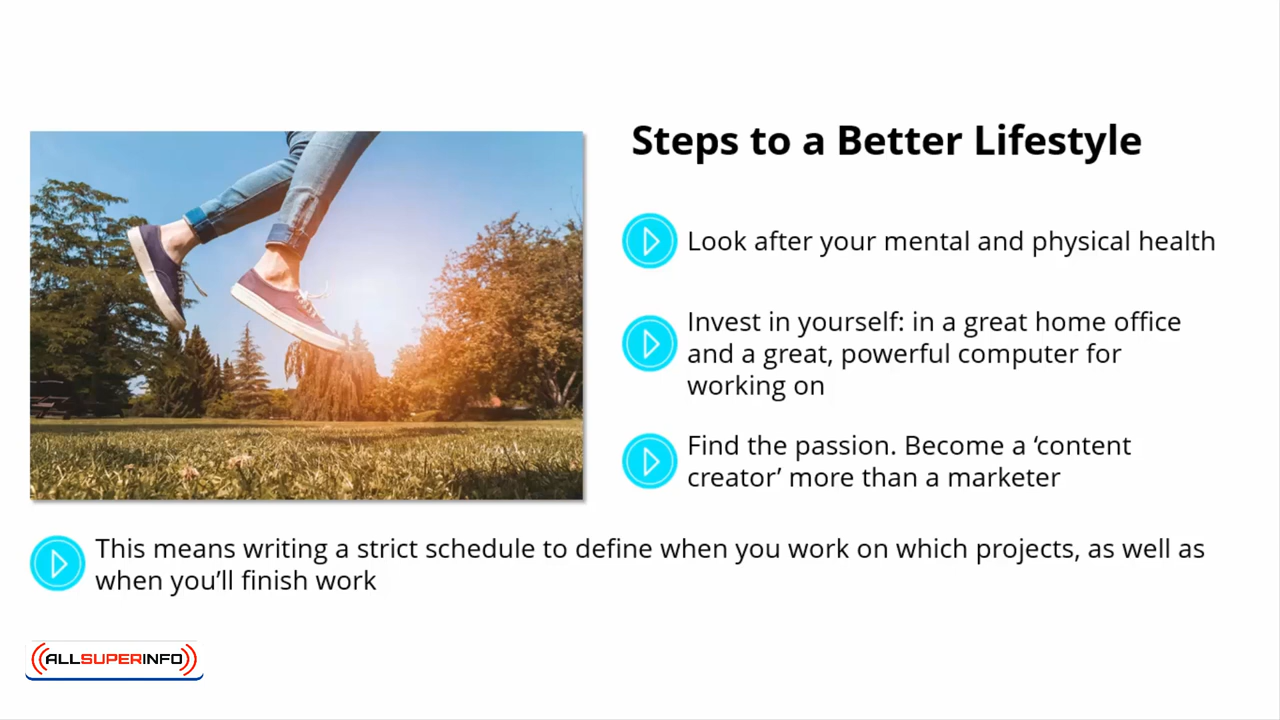 Steps to a Better Lifestyle
Look after your mental and physical health
Invest in yourself: in a great home office
and a great, powerful computer for
working on
Find the passion. Become a ‘content
creator’ more than a marketer
This means writing a strict schedule to define when you work on which projects, as well as
when you’ll finish work
ALLSUPERINFO